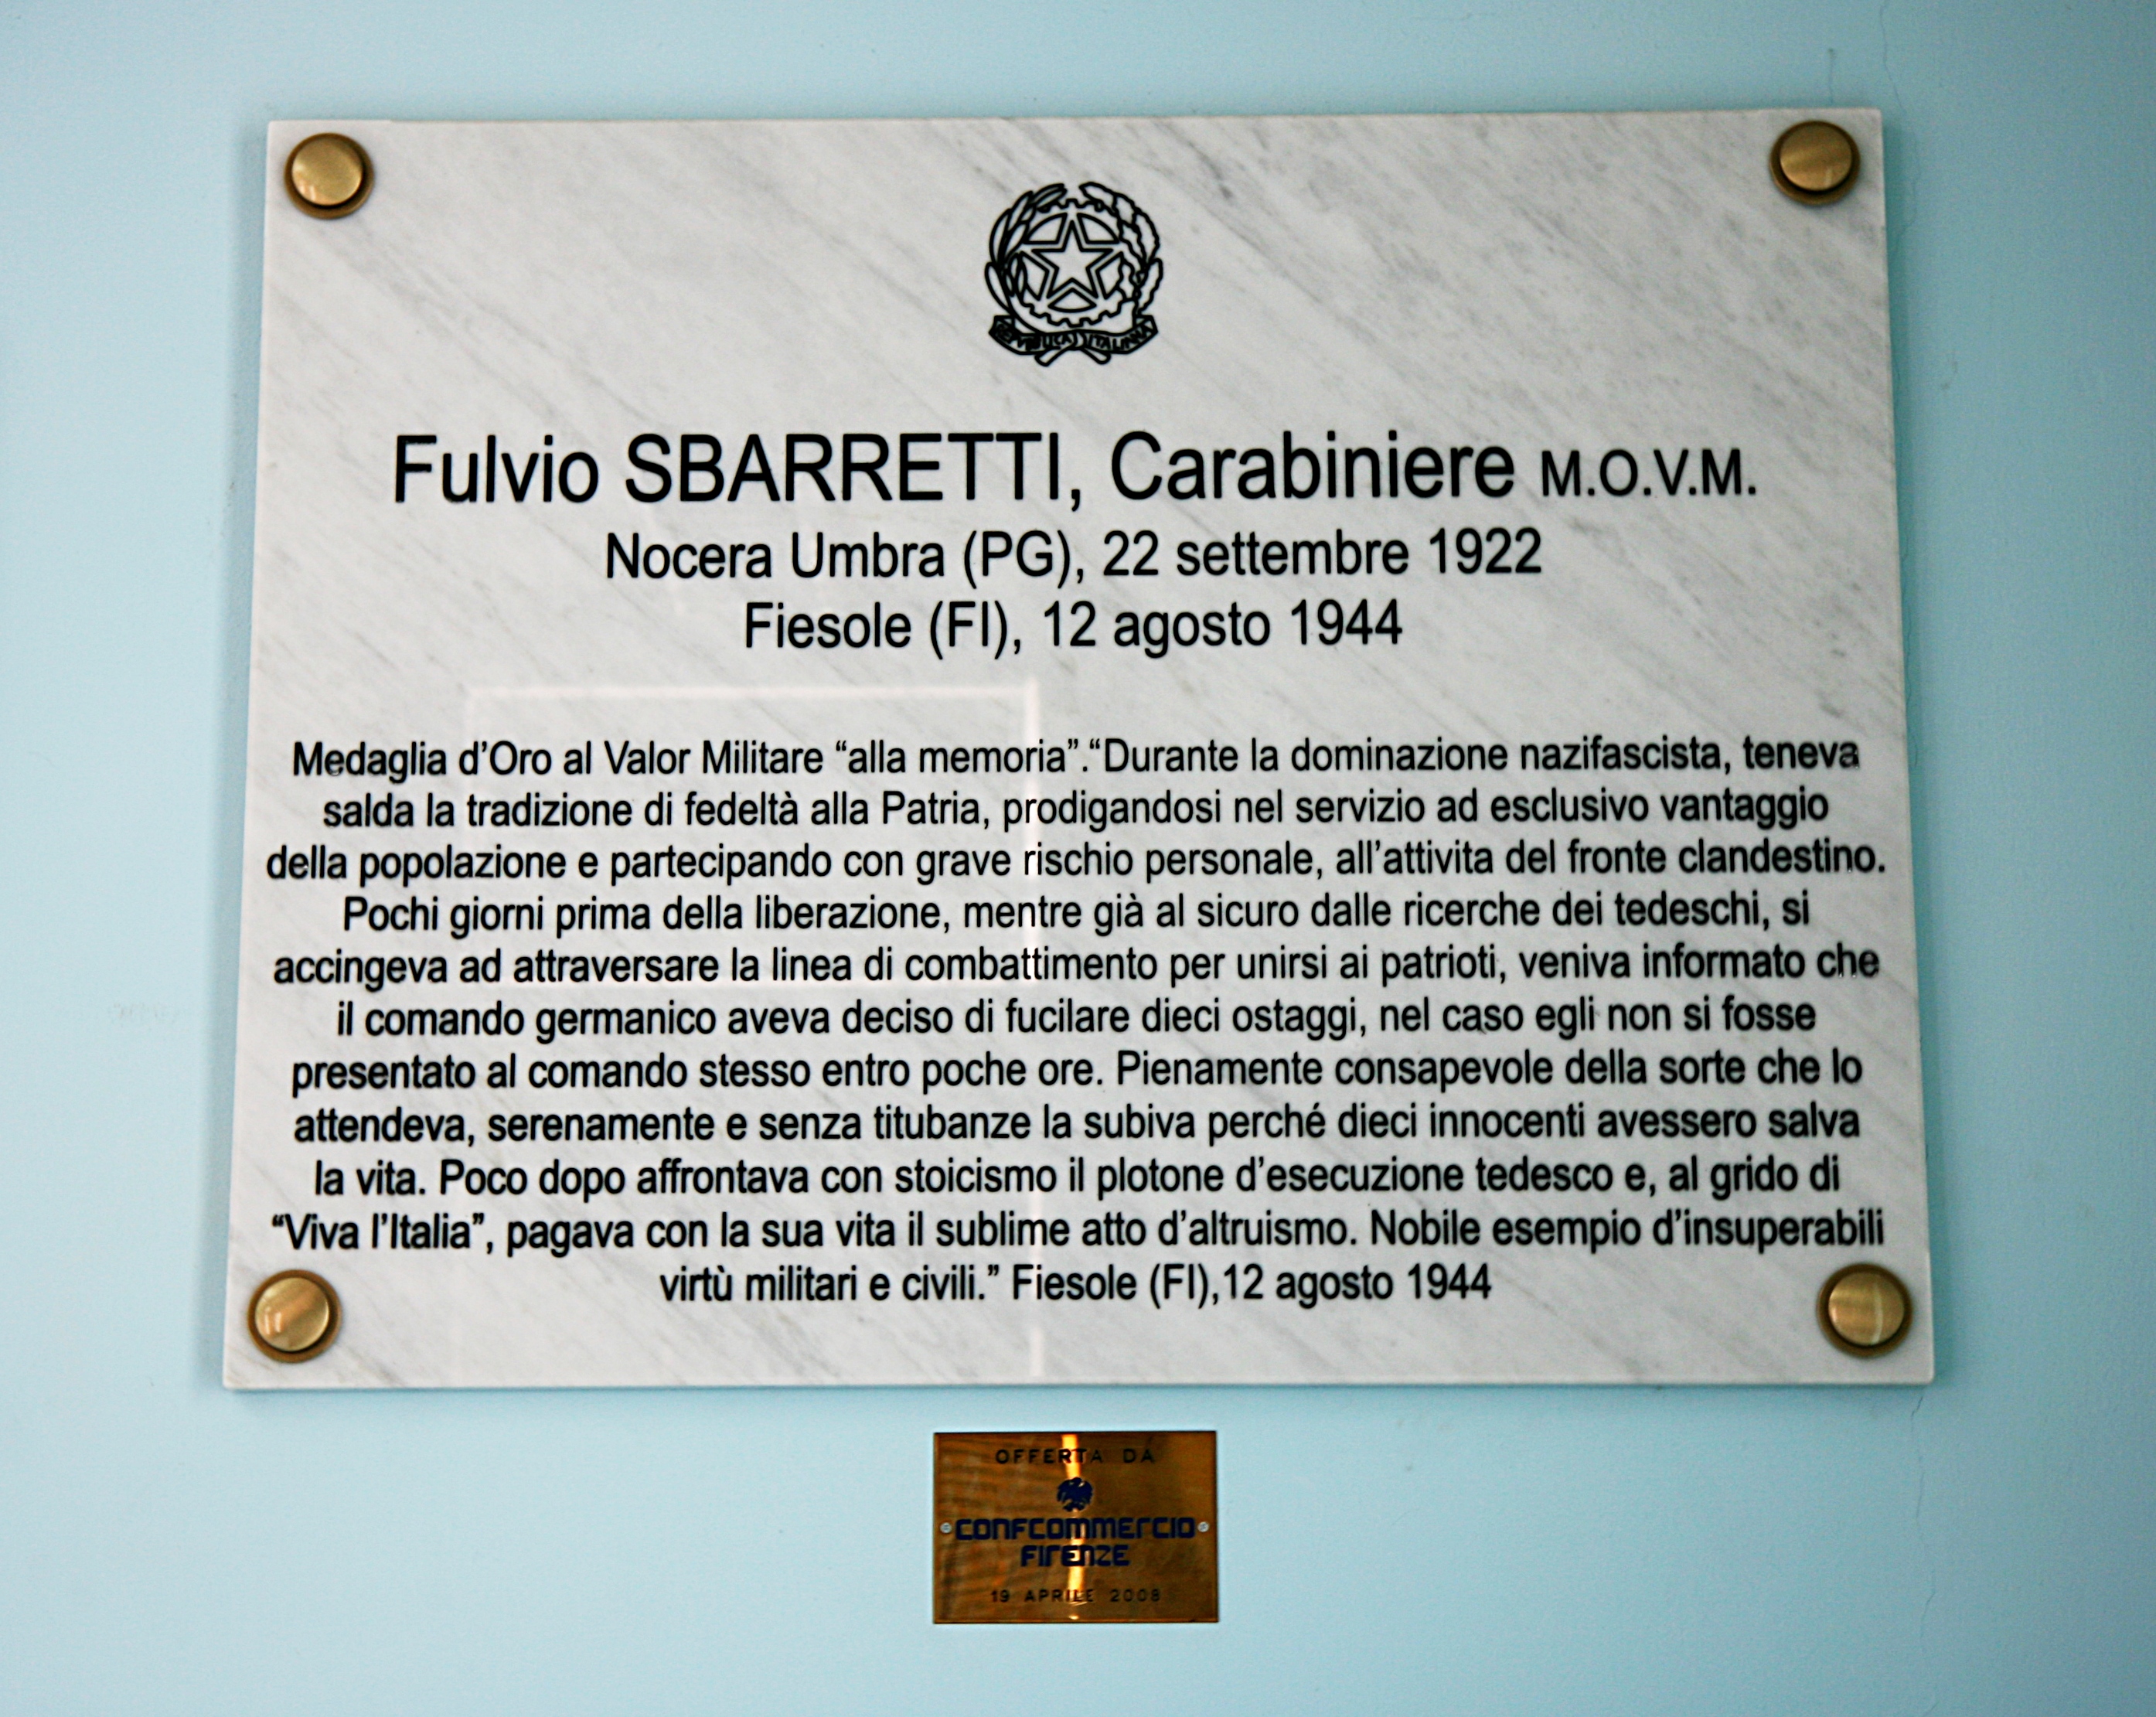 REPUBBLICA ITALIANA
Fulvio SBARRETTI, Carabiniere M.O.V.M.
Nocera Umbra (PG), 22 settembre 1922
Fiesole (FI), 12 agosto 1944
Medaglia d’Oro al Valor Militare “alla memoria”.“Durante la dominazione nazifascista, teneva
salda la tradizione di fedeltà alla Patria, prodigandosi nel servizio ad esclusivo vantaggio
della popolazione e partecipando con grave rischio personale, all’attivita del fronte clandestino.
Pochi giorni prima della liberazione, mentre già al sicuro dalle ricerche dei tedeschi, si
accingeva ad attraversare la linea di combattimento per unirsi ai patrioti, veniva informato che
il comando germanico aveva deciso di fucilare dieci ostaggi, nel caso egli non si fosse
presentato al comando stesso entro poche ore. Pienamente consapevole della sorte che lo
attendeva, serenamente e senza titubanze la subiva perché dieci innocenti avessero salva
la vita. Poco dopo affrontava con stoicismo il plotone d’esecuzione tedesco e, al grido di
“Viva l’Italia”, pagava con la sua vita il sublime atto d’altruismo. Nobile esempio d’insuperabili
virtù militari e civili.” Fiesole (FI),12 agosto 1944
OFFERTA DA
CONFCOMMERCIO
FIRENZE
19 APRILE 2008